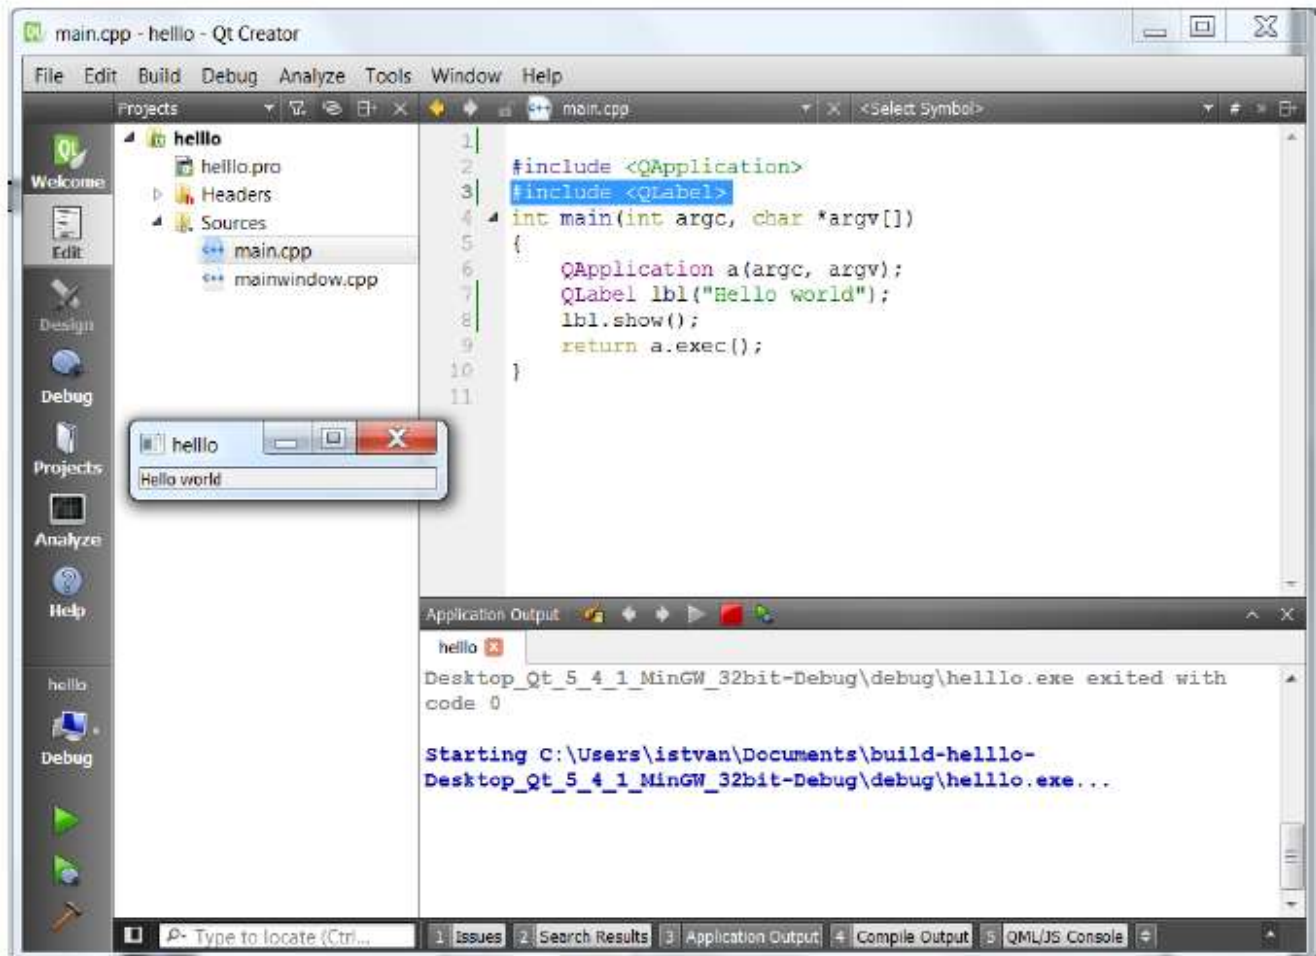 main.cpp - helllo - Qt Creator
File Edit Build Debug Analyze Tools Window Help
Projects
main.cpp
<Select Symbol>
#
Welcome
Edit
Design
Debug
Projects
Analyze
Help
helllo
Debug
helllo
helllo.pro
Headers
Sources
main.cpp
mainwindow.cpp
1
2 #include <QApplication>
3 #include <QLabel>
4 int main(int argc, char *argv[])
5 {
6 QApplication a(argc, argv);
7 QLabel lbl("Hello world");
8 lbl.show();
9 return a.exec();
10 }
11
helllo
Hello world
Application Output
helllo
Desktop_Qt_5_4_1_MinGW_32bit-Debug\debug\helllo.exe exited with
code 0
Starting C:\Users\istvan\Documents\build-helllo-
Desktop_Qt_5_4_1_MinGW_32bit-Debug\debug\helllo.exe...
Type to locate (Ctrl...
1 Issues 2 Search Results 3 Application Output 4 Compile Output 5 QML/JS Console